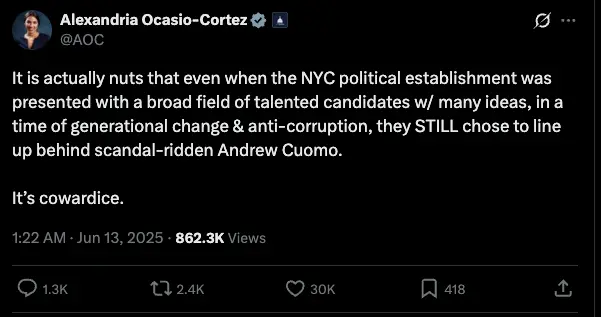 Alexandria Ocasio-Cortez
@AOC
It is actually nuts that even when the NYC political establishment was
presented with a broad field of talented candidates w/ many ideas, in a
time of generational change & anti-corruption, they STILL chose to line
up behind scandal-ridden Andrew Cuomo.
It’s cowardice.
1:22 AM · Jun 13, 2025 · 862.3K Views
1.3K 2.4K 30K 418